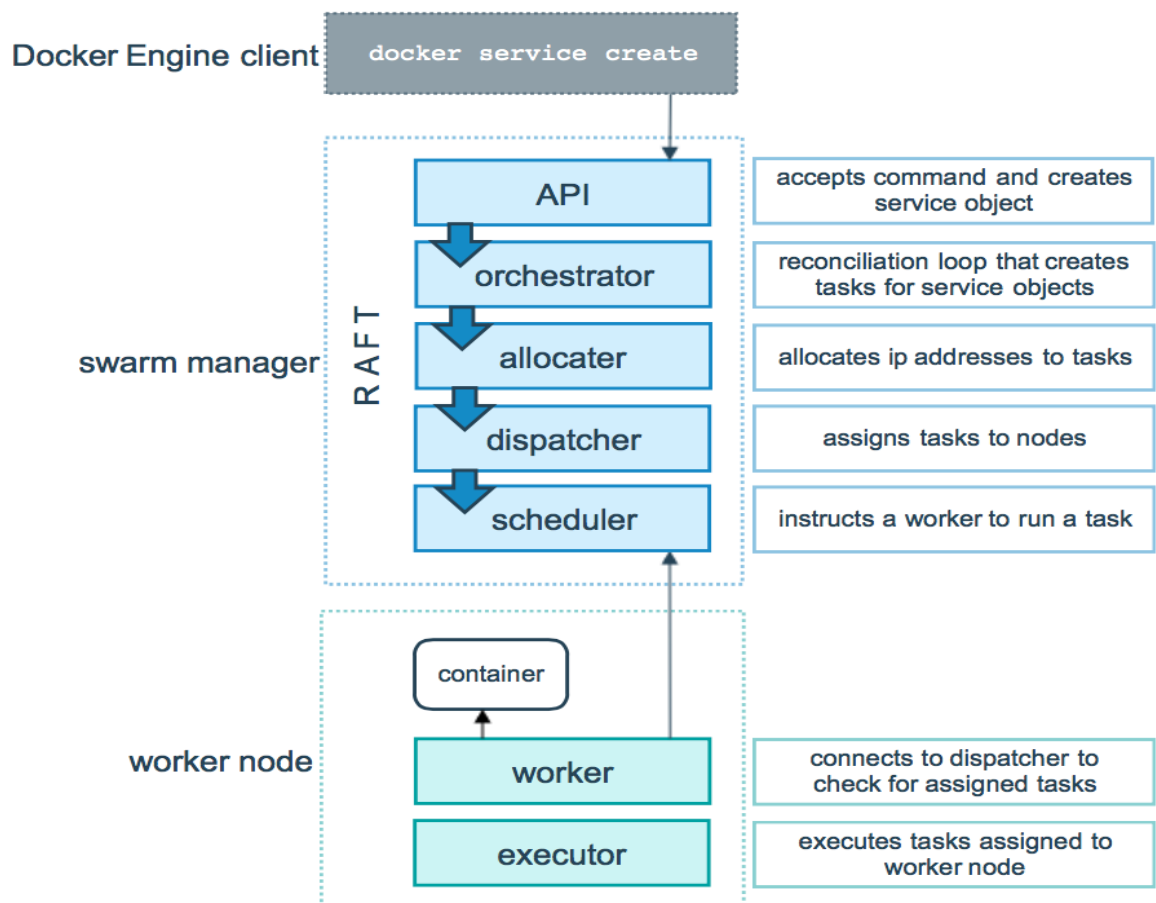 Docker Engine client
docker service create
API
accepts command and creates
service object
orchestrator
reconciliation loop that creates
tasks for service objects
RAFT
swarm manager
allocater
allocates ip addresses to tasks
dispatcher
assigns tasks to nodes
scheduler
instructs a worker to run a task
container
worker node
worker
connects to dispatcher to
check for assigned tasks
executor
executes tasks assigned to
worker node